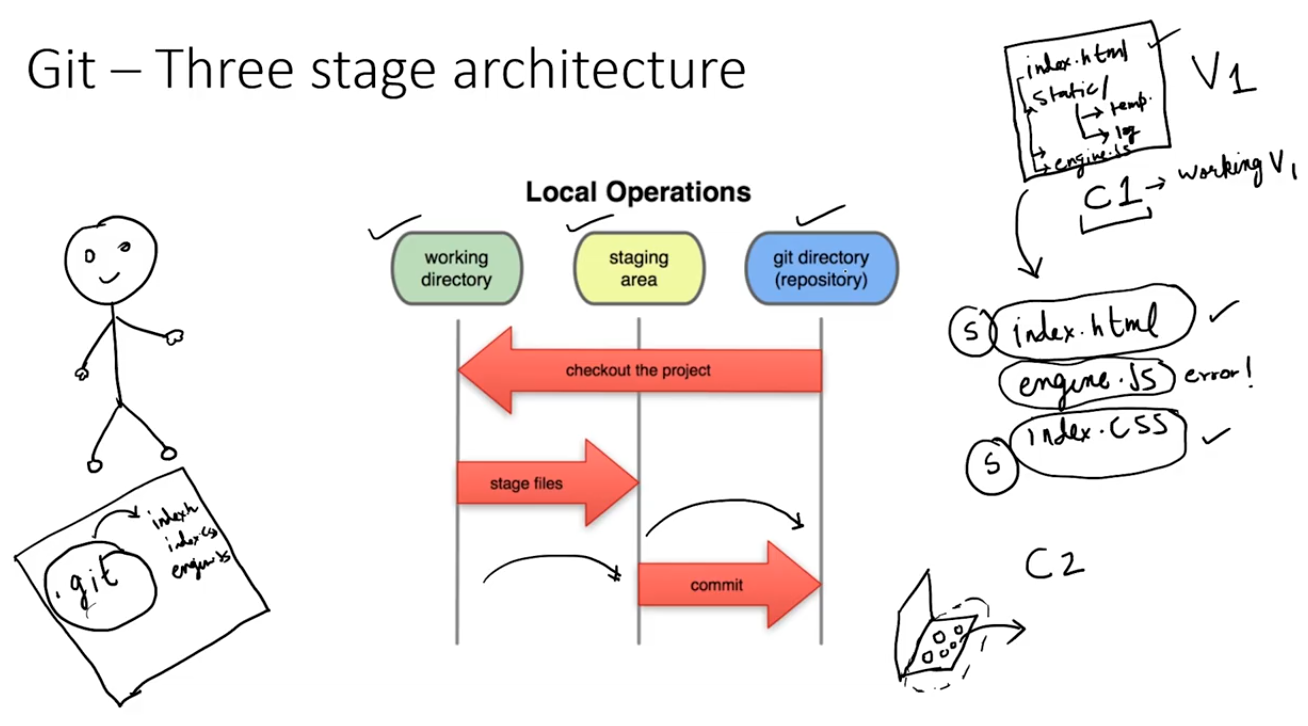 Git – Three stage architecture
Local Operations
working
directory
staging
area
git directory
(repository)
checkout the project
stage files
commit
index.html
static/
temp.
log
engine.js
V1
C1 → working V1
S index.html
engine.JS error!
S index.css
C2
.git
indexh
index.css
engine.js